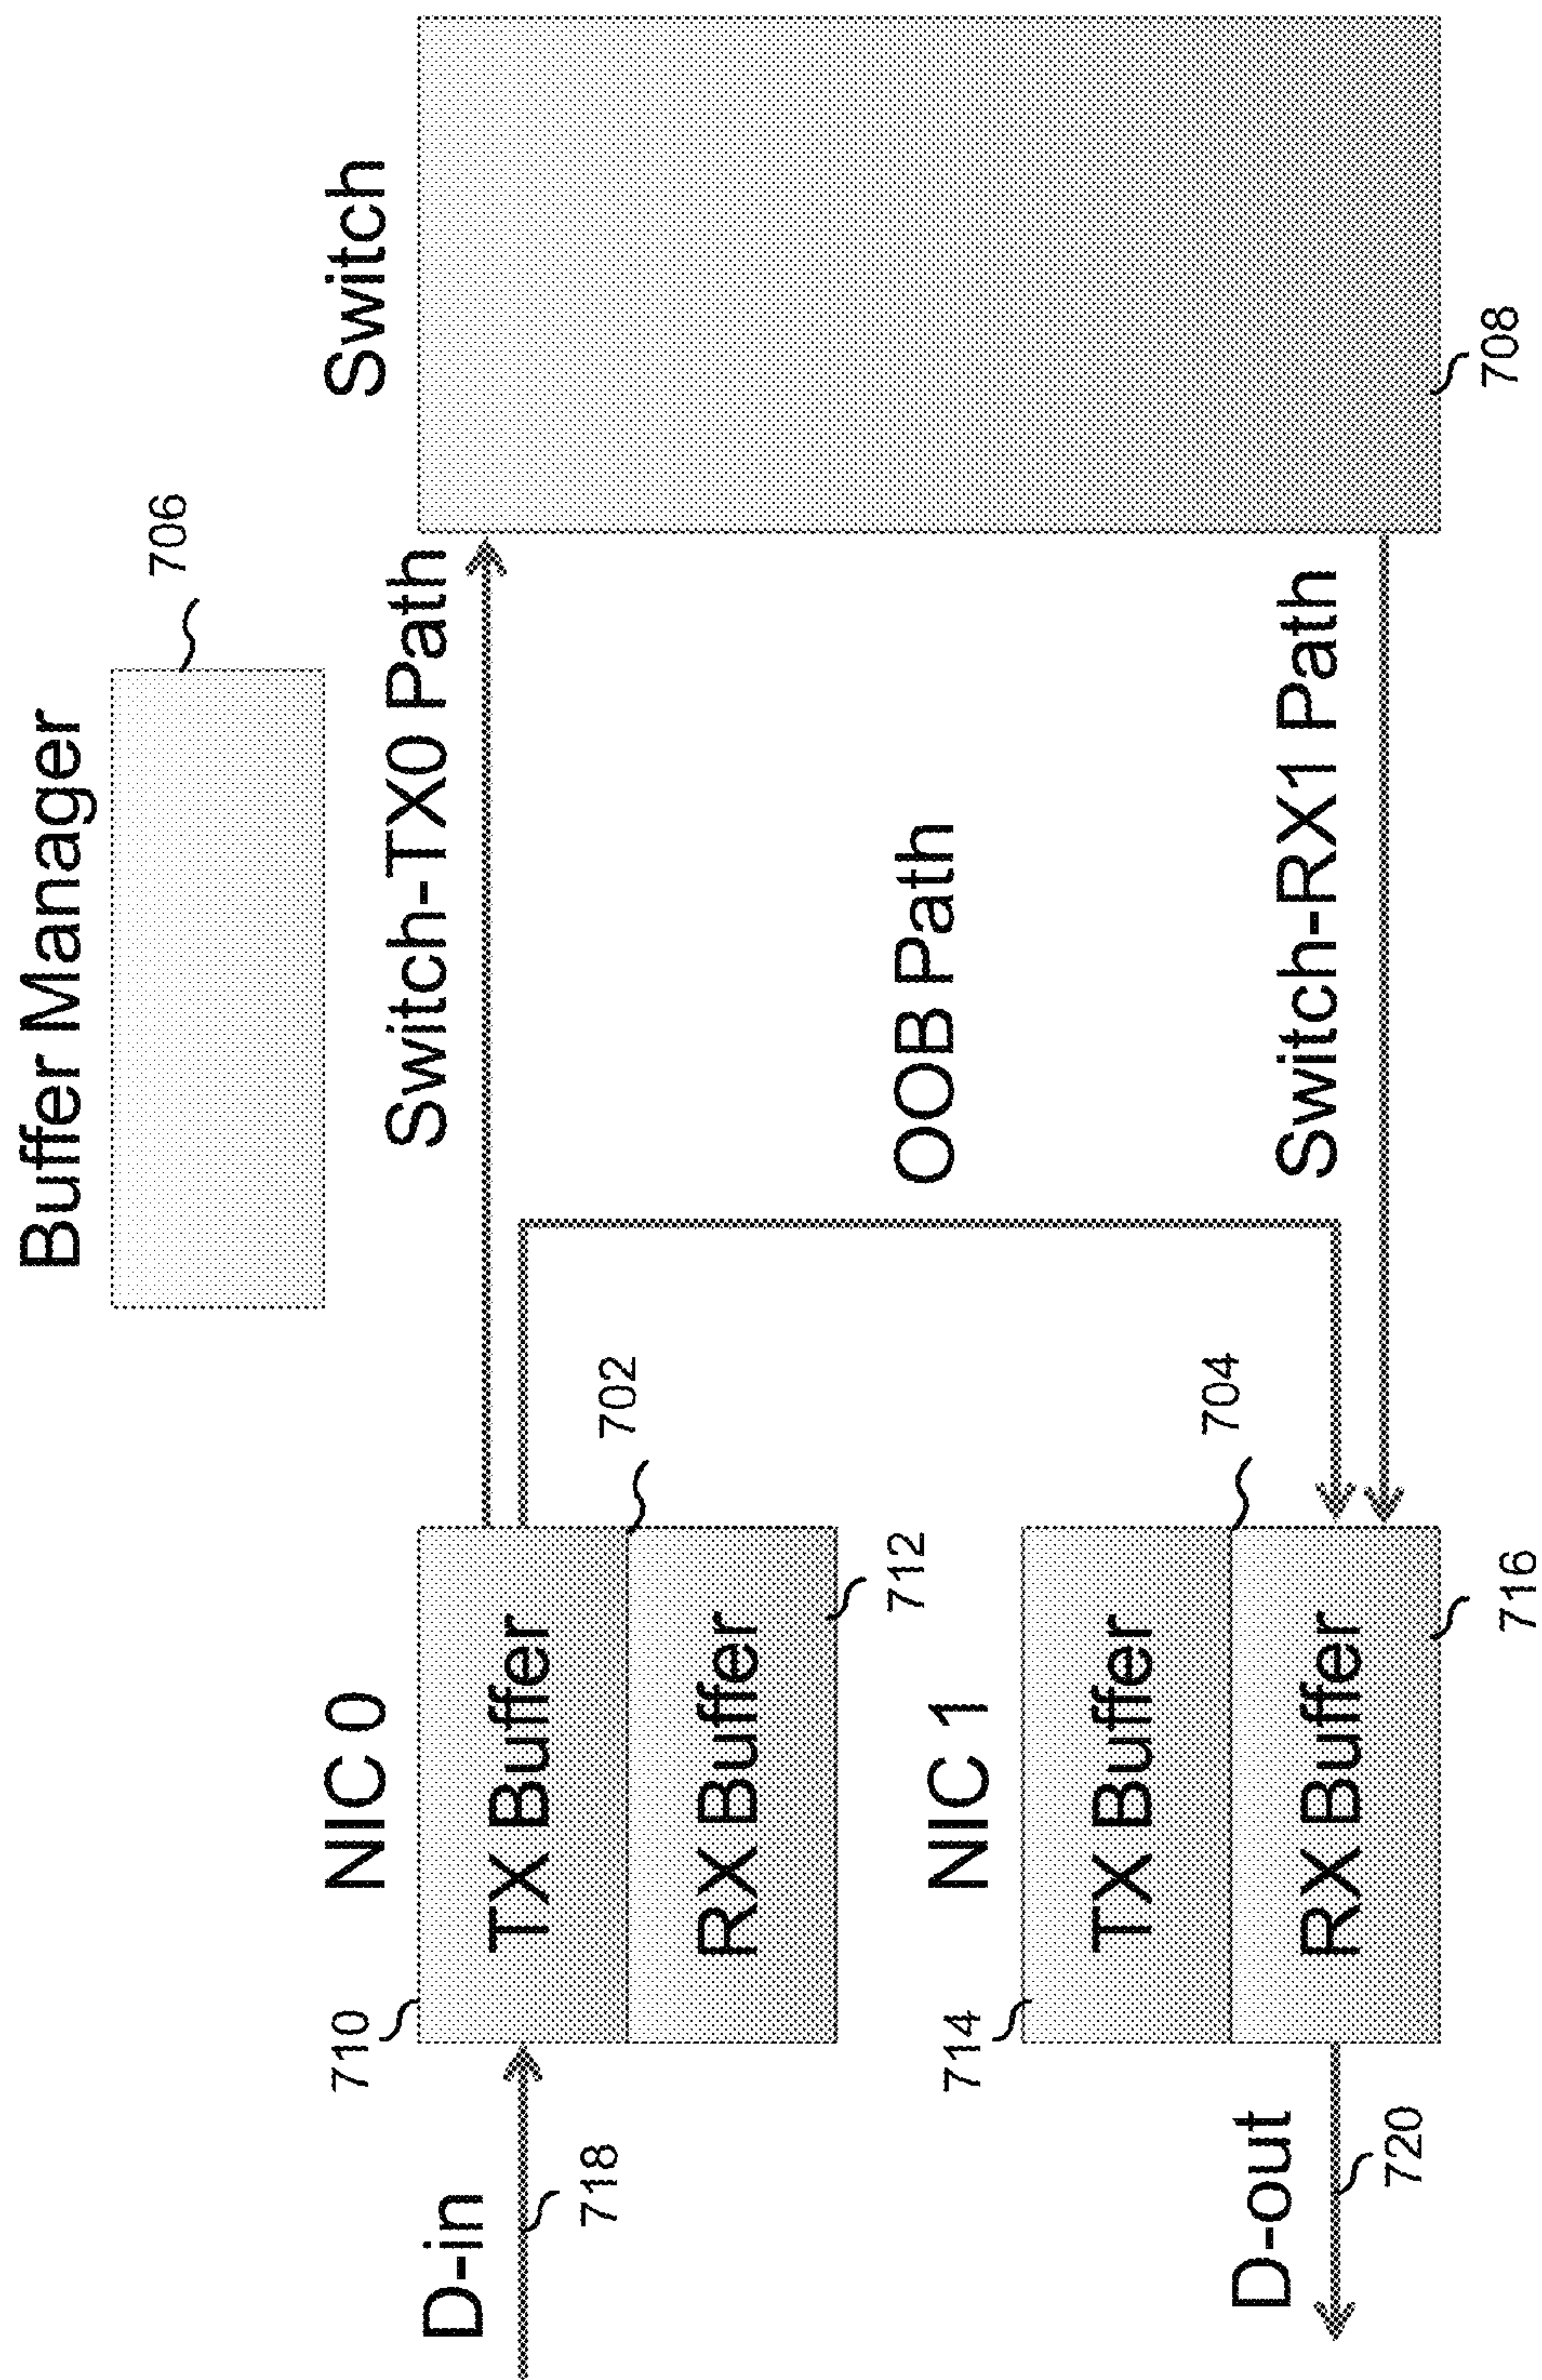 Buffer Manager
706
Switch
Switch-TX0 Path
NIC 0
710
D-in
TX Buffer
718
702
RX Buffer
712
OOB Path
NIC 1
714
TX Buffer
704
D-out
RX Buffer
Switch-RX1 Path
720
716
708